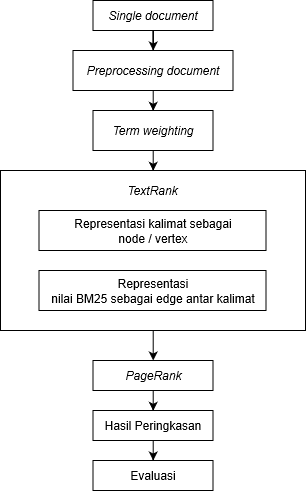 Single document
Preprocessing document
Term weighting
TextRank
Representasi kalimat sebagai
node / vertex
Representasi
nilai BM25 sebagai edge antar kalimat
PageRank
Hasil Peringkasan
Evaluasi